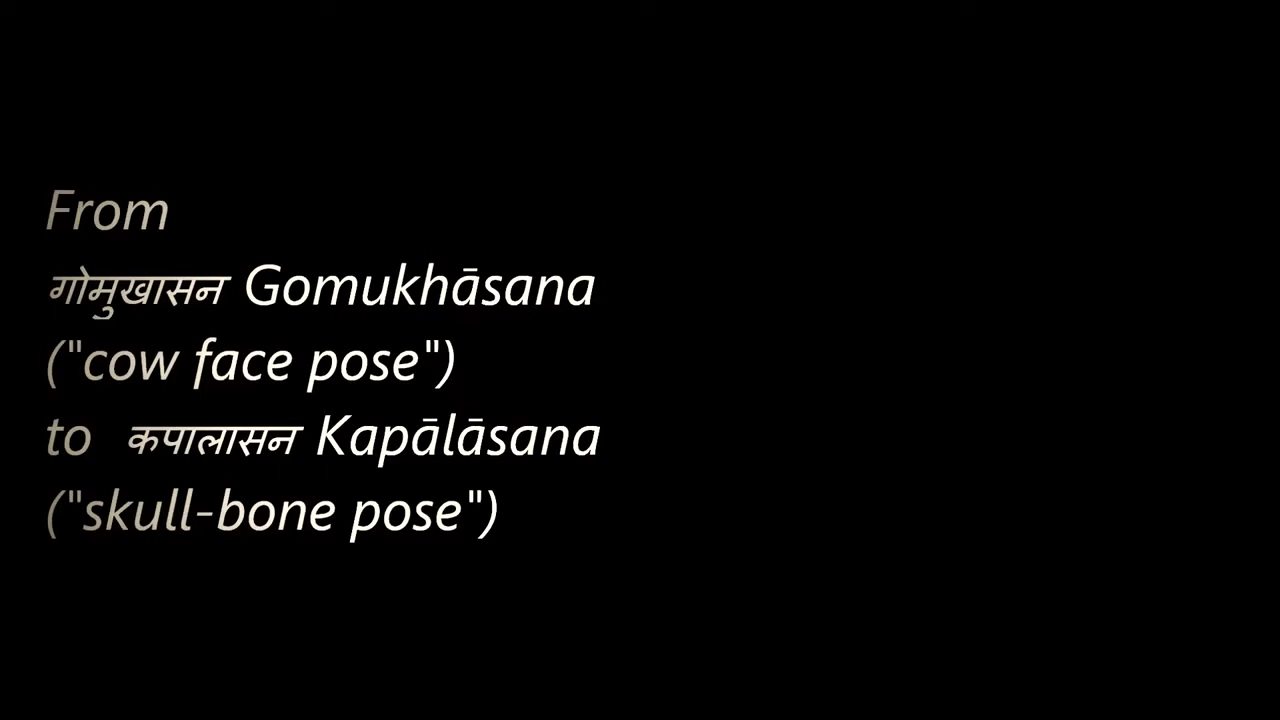 From
गोमुखासन Gomukhāsana
("cow face pose")
to कपालासन Kapālāsana
("skull-bone pose")